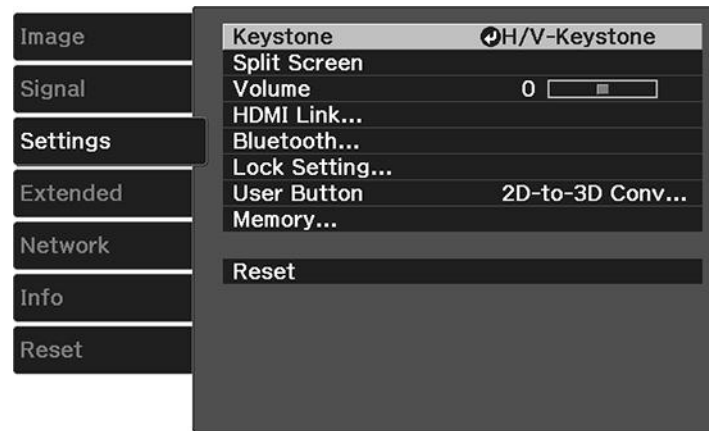 Image
Signal
Settings
Extended
Network
Info
Reset
Keystone H/V-Keystone
Split Screen
Volume 0
HDMI Link...
Bluetooth...
Lock Setting...
User Button 2D-to-3D Conv...
Memory...
Reset